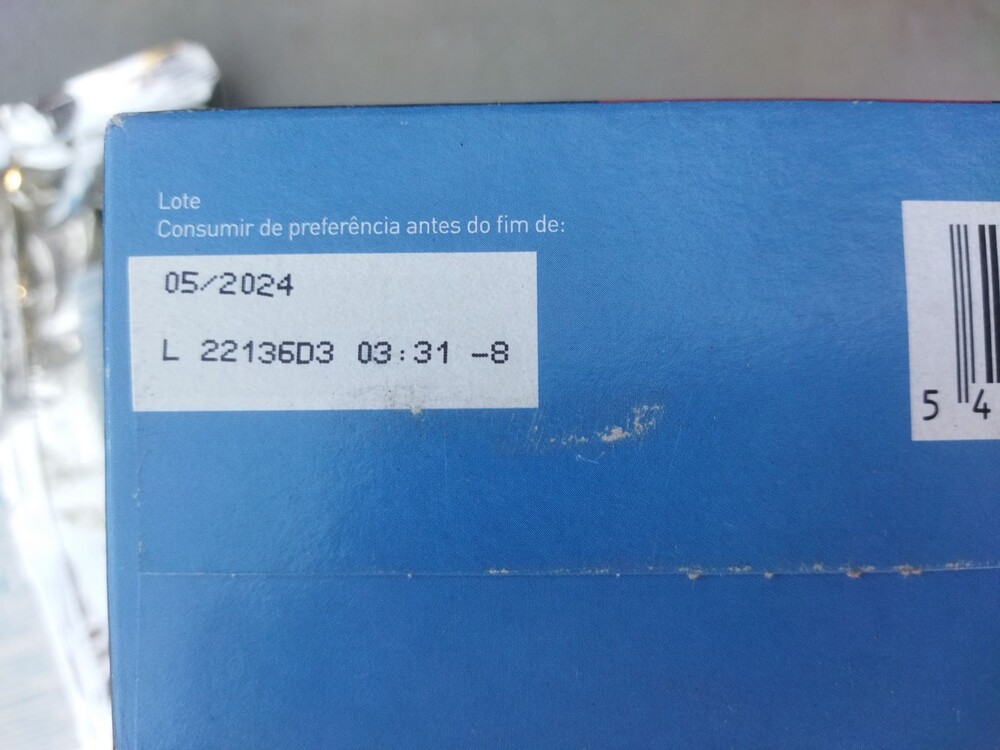 Lote
Consumir de preferência antes do fim de:
05/2024
L 22136D3 03:31 -8
5 4